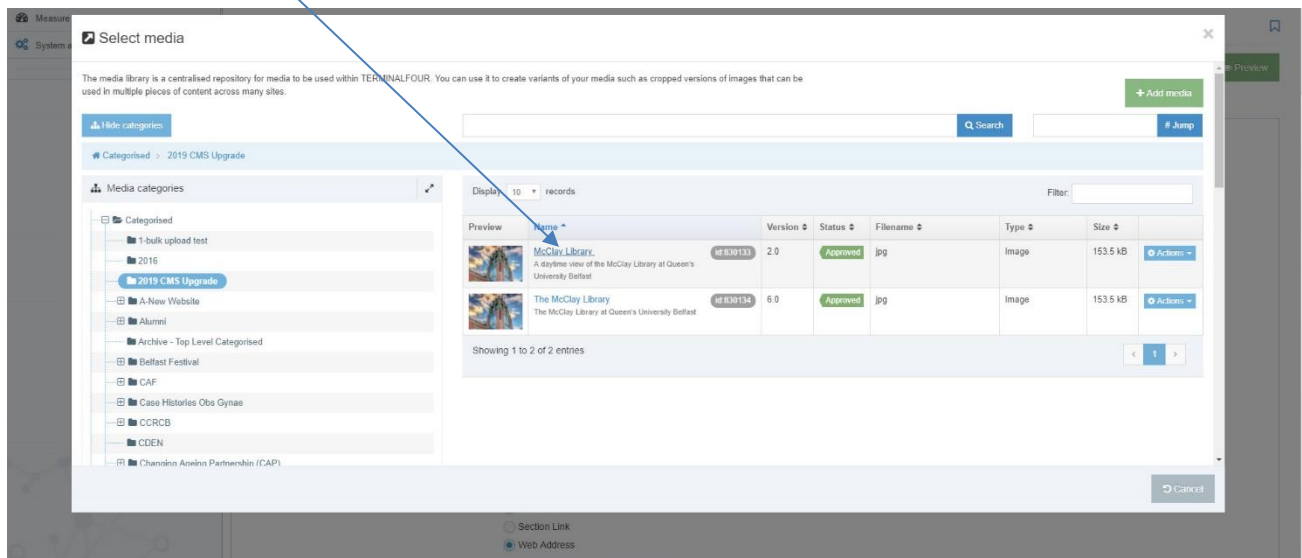 Measure
System a
Select media
×
The media library is a centralised repository for media to be used within TERMINALFOUR. You can use it to create variants of your media such as cropped versions of images that can be
used in multiple pieces of content across many sites.
Preview
+ Add media
Hide categories
Search
# Jump
Categorised > 2019 CMS Upgrade
Media categories
Display 10 records
Filter:
Categorised
1-bulk upload test
2016
2019 CMS Upgrade
A-New Website
Alumni
Archive - Top Level Categorised
Belfast Festival
CAF
Case Histories Obs Gynae
CCRCB
CDEN
Changing Ageing Partnership (CAP)
Preview Name Version Status Filename Type Size
McClay Library id:830133 2.0 Approved jpg Image 153.5 kB Actions
A daytime view of the McClay Library at Queen's
University Belfast
The McClay Library id:830134 6.0 Approved jpg Image 153.5 kB Actions
The McClay Library at Queen's University Belfast
Showing 1 to 2 of 2 entries
< 1 >
Cancel
Section Link
Web Address